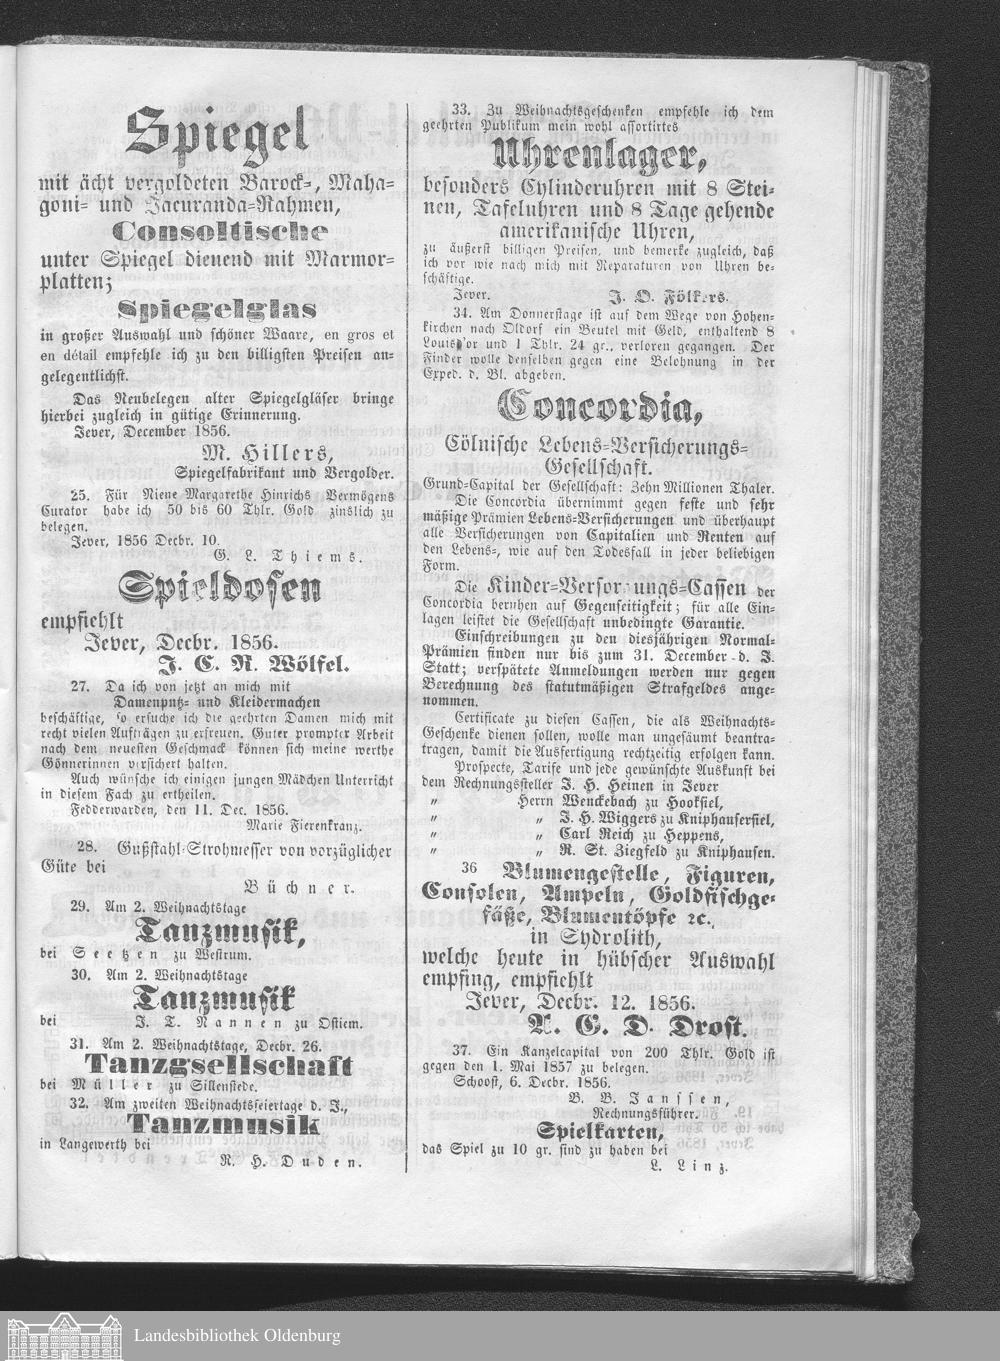 Spiegel
mit ächt vergoldeten Barock-, Maha-
goni- und Jacuranda-Rahmen,
Consoltische
unter Spiegel dienend mit Marmor-
platten;
Spiegelglas
in großer Auswahl und schöner Waare, en gros et
en détail empfehle ich zu den billigsten Preisen an-
gelegentlichst.
Das Neubelegen alter Spiegelgläser bringe
hierbei zugleich in gütige Erinnerung.
Jever, December 1856.
M. Hillers,
Spiegelfabrikant und Vergolder.
25. Für Niene Margarethe Hinrichs Vermögens
Curator habe ich 50 bis 60 Thlr. Gold zinslich zu
belegen.
Jever, 1856 Decbr. 10.
G. L. Thiems.
Spieldosen
empfiehlt
Jever, Decbr. 1856.
J. C. R. Wölfel.
27. Da ich von jetzt an mich mit
Damenputz- und Kleidermachen
beschäftige, so ersuche ich die geehrten Damen mich mit
recht vielen Aufträgen zu erfreuen. Guter prompter Arbeit
nach dem neuesten Geschmack können sich meine werthe
Gönnerinnen versichert halten.
Auch wünsche ich einigen jungen Mädchen Unterricht
in diesem Fach zu ertheilen.
Fedderwarden, den 11. Dec. 1856.
Marie Fierenkranz.
28. Gußstahl-Strohmesser von vorzüglicher
Güte bei
Büchner.
29. Am 2. Weihnachtstage
Tanzmusik,
bei Seetzen zu Westrum.
30. Am 2. Weihnachtstage
Tanzmusik
bei J. T. Nannen zu Ostiem.
31. Am 2. Weihnachtstage, Decbr. 26.
Tanzgsellschaft
bei Müller zu Sillenstede.
32. Am zweiten Weihnachtsfeiertage d. J.,
Tanzmusik
in Langewerth bei
R. H. Duden.
33. Zu Weihnachtsgeschenken empfehle ich dem
geehrten Publikum mein wohl assortirtes
Uhrenlager,
besonders Cylinderuhren mit 8 Stei-
nen, Tafeluhren und 8 Tage gehende
amerikanische Uhren,
zu äußerst billigen Preisen, und bemerke zugleich, daß
ich vor wie nach mich mit Reparaturen von Uhren be-
schäftige.
Jever. J. O. Fölkers.
34. Am Donnerstage ist auf dem Wege von Hohen-
kirchen nach Oldorf ein Beutel mit Geld, enthaltend 8
Louisd'or und 1 Thlr. 24 gr., verloren gegangen. Der
Finder wolle denselben gegen eine Belohnung in der
Exped. d. Bl. abgeben.
Concordia,
Cölnische Lebens-Versicherungs-
Gesellschaft.
Grund-Capital der Gesellschaft: Zehn Millionen Thaler.
Die Concordia übernimmt gegen feste und sehr
mäßige Prämien Lebens-Versicherungen und überhaupt
alle Versicherungen von Capitalien und Renten auf
den Lebens-, wie auf den Todesfall in jeder beliebigen
Form.
Die Kinder-Versorgungs-Cassen der
Concordia beruhen auf Gegenseitigkeit; für alle Ein-
lagen leistet die Gesellschaft unbedingte Garantie.
Einschreibungen zu den diesjährigen Normal-
Prämien finden nur bis zum 31. December d. J.
Statt; verspätete Anmeldungen werden nur gegen
Berechnung des statutmäßigen Strafgeldes ange-
nommen.
Certificate zu diesen Cassen, die als Weihnachts-
Geschenke dienen sollen, wolle man ungesäumt beantra-
tragen, damit die Ausfertigung rechtzeitig erfolgen kann.
Prospecte, Tarife und jede gewünschte Auskunft bei
dem Rechnungssteller J. H. Heinen in Jever
„ Herrn Wenckebach zu Hooksiel,
„ „ J. H. Wiggers zu Kniphausersiel,
„ „ Carl Reich zu Heppens,
„ „ R. St. Ziegfeld zu Kniphausen.
36 Blumengestelle, Figuren,
Consolen, Ampeln, Goldfischge-
fäße, Blumentöpfe ꝛc.,
in Sydrolith,
welche heute in hübscher Auswahl
empfing, empfiehlt
Jever, Decbr. 12. 1856.
A. G. D. Drost.
37. Ein Kanzelcapital von 200 Thlr. Gold ist
gegen den 1. Mai 1857 zu belegen.
Schoost, 6. Decbr. 1856.
B. B. Janssen,
Rechnungsführer.
Spielkarten,
das Spiel zu 10 gr. sind zu haben bei
L. Linz.
Landesbibliothek Oldenburg